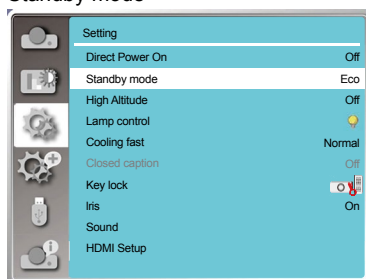 Standby mode
Setting
Direct Power On Off
Standby mode Eco
High Altitude Off
Lamp control
Cooling fast Normal
Closed caption Off
Key lock
Iris On
Sound
HDMI Setup